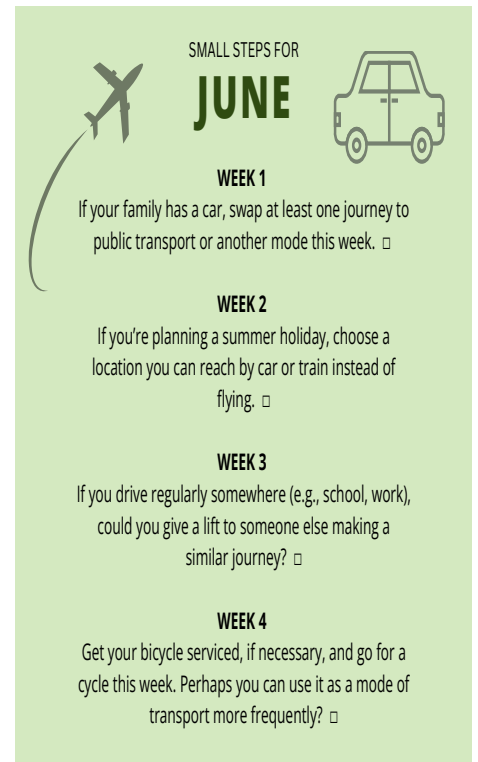 SMALL STEPS FOR
JUNE
WEEK 1
If your family has a car, swap at least one journey to
public transport or another mode this week. □
WEEK 2
If you’re planning a summer holiday, choose a
location you can reach by car or train instead of
flying. □
WEEK 3
If you drive regularly somewhere (e.g., school, work),
could you give a lift to someone else making a
similar journey? □
WEEK 4
Get your bicycle serviced, if necessary, and go for a
cycle this week. Perhaps you can use it as a mode of
transport more frequently? □